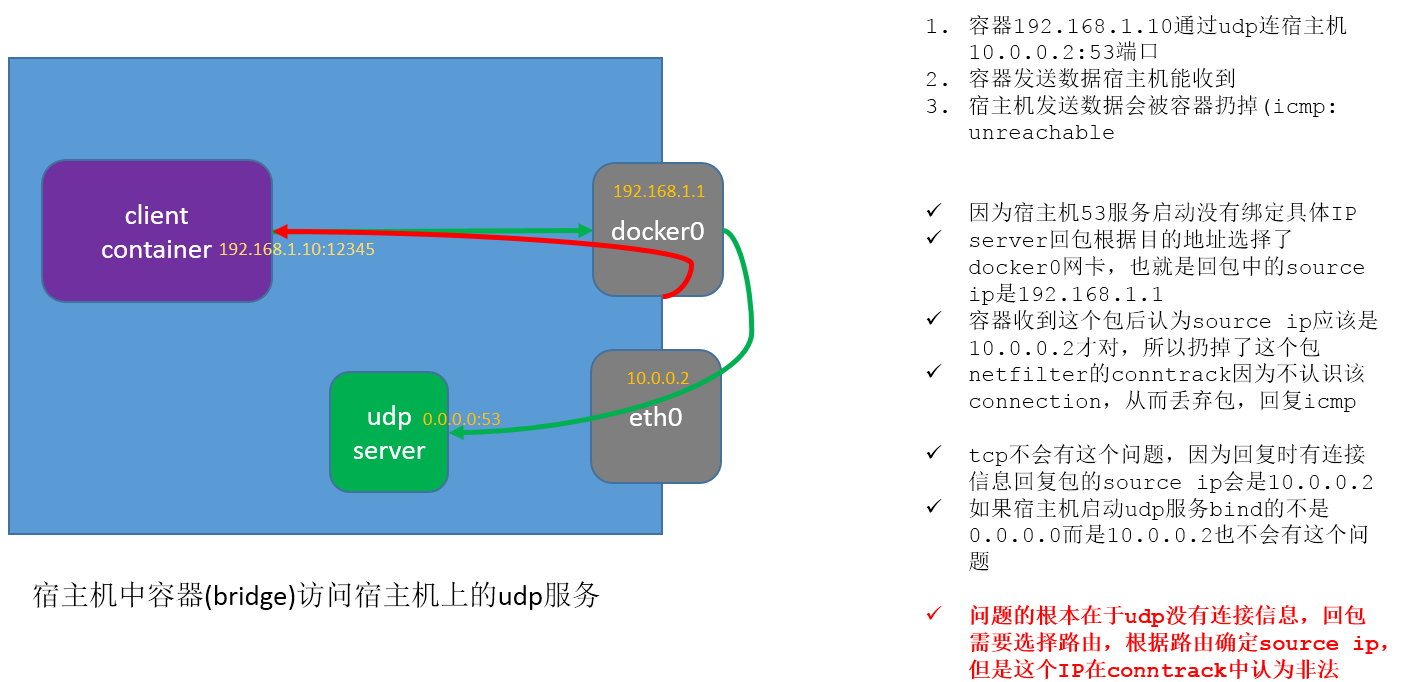 client
container
192.168.1.10:12345
192.168.1.1
docker0
10.0.0.2
eth0
udp
server
0.0.0.0:53
宿主机中容器(bridge)访问宿主机上的udp服务
1. 容器192.168.1.10通过udp连宿主机
10.0.0.2:53端口
2. 容器发送数据宿主机能收到
3. 宿主机发送数据会被容器扔掉(icmp:
unreachable
✓ 因为宿主机53服务启动没有绑定具体IP
✓ server回包根据目的地址选择了
docker0网卡，也就是回包中的source
ip是192.168.1.1
✓ 容器收到这个包后认为source ip应该是
10.0.0.2才对，所以扔掉了这个包
✓ netfilter的conntrack因为不认识该
connection，从而丢弃包，回复icmp
✓ tcp不会有这个问题，因为回复时有连接
信息回复包的source ip会是10.0.0.2
✓ 如果宿主机启动udp服务bind的不是
0.0.0.0而是10.0.0.2也不会有这个问
题
✓ 问题的根本在于udp没有连接信息，回包
需要选择路由，根据路由确定source ip，
但是这个IP在conntrack中认为非法